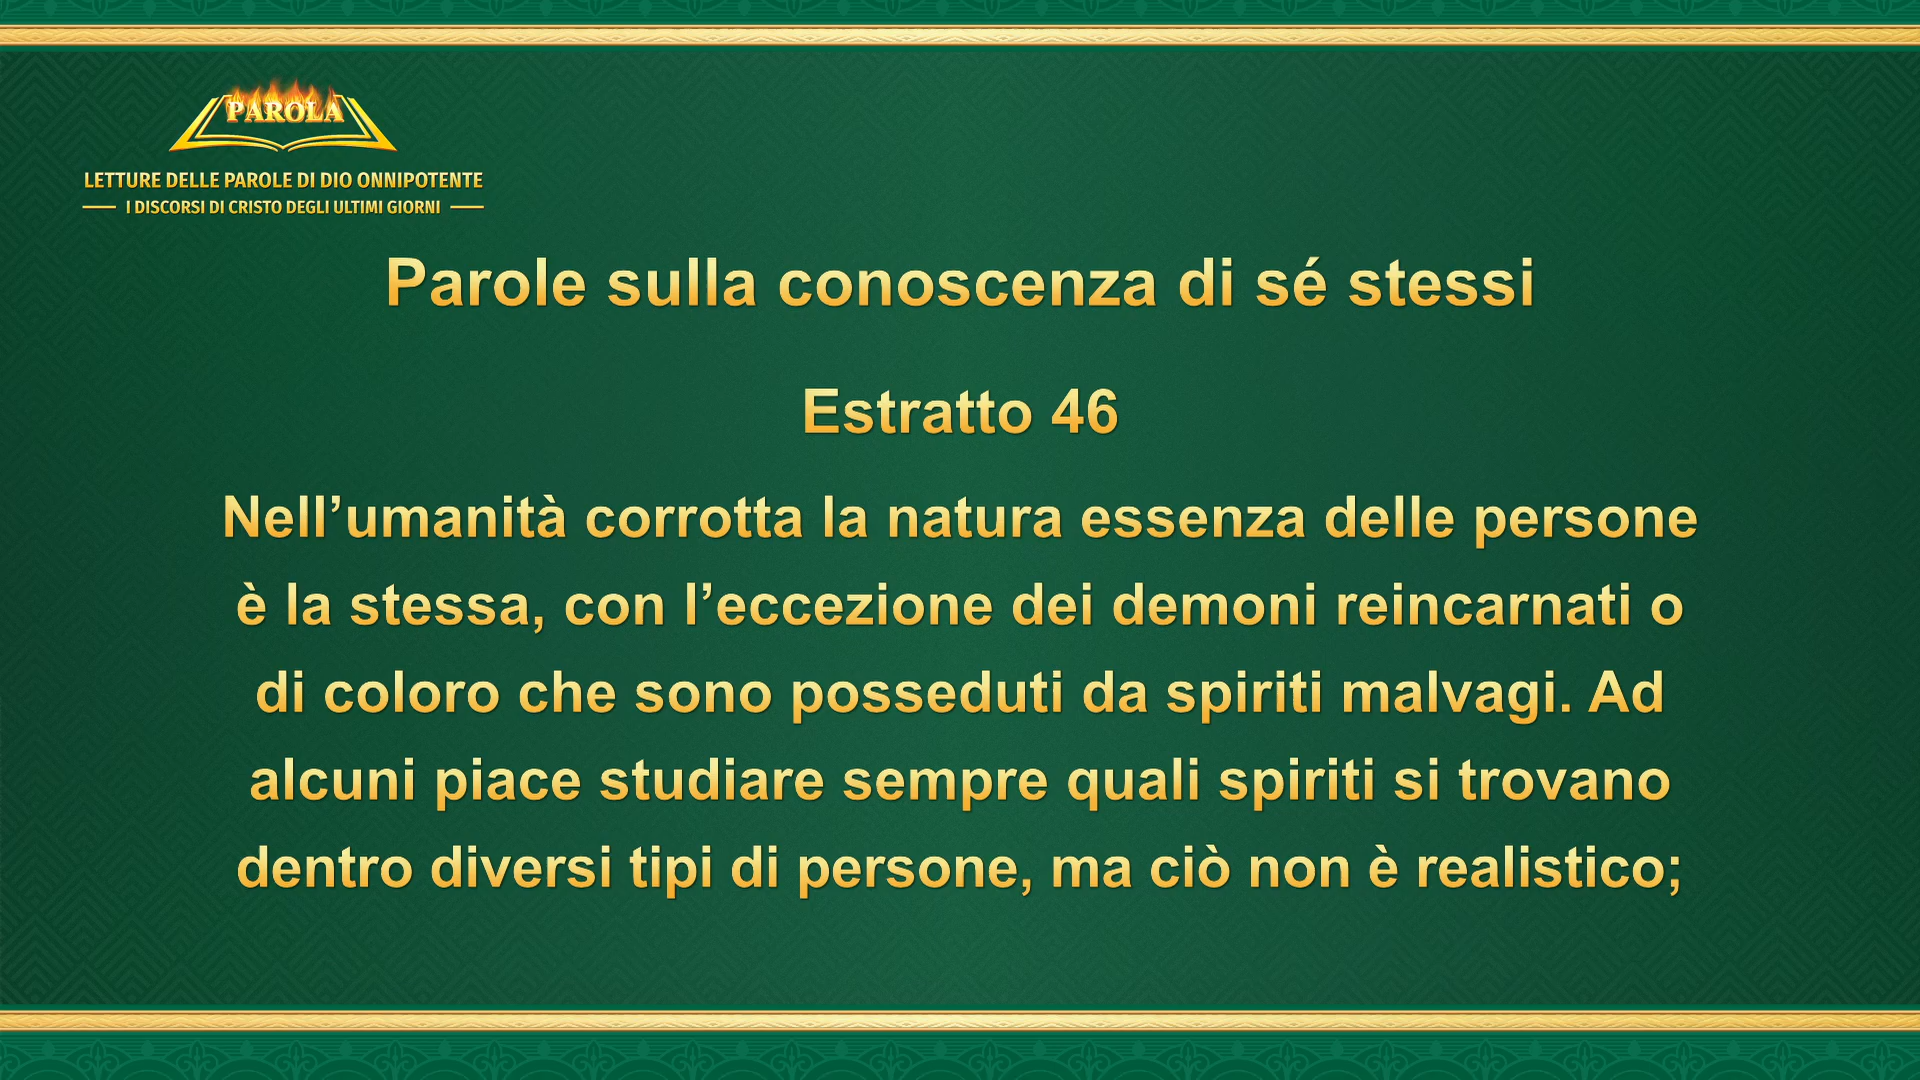 PAROLA
LETTURE DELLE PAROLE DI DIO ONNIPOTENTE
I DISCORSI DI CRISTO DEGLI ULTIMI GIORNI
Parole sulla conoscenza di sé stessi
Estratto 46
Nell’umanità corrotta la natura essenza delle persone
è la stessa, con l’eccezione dei demoni reincarnati o
di coloro che sono posseduti da spiriti malvagi. Ad
alcuni piace studiare sempre quali spiriti si trovano
dentro diversi tipi di persone, ma ciò non è realistico;